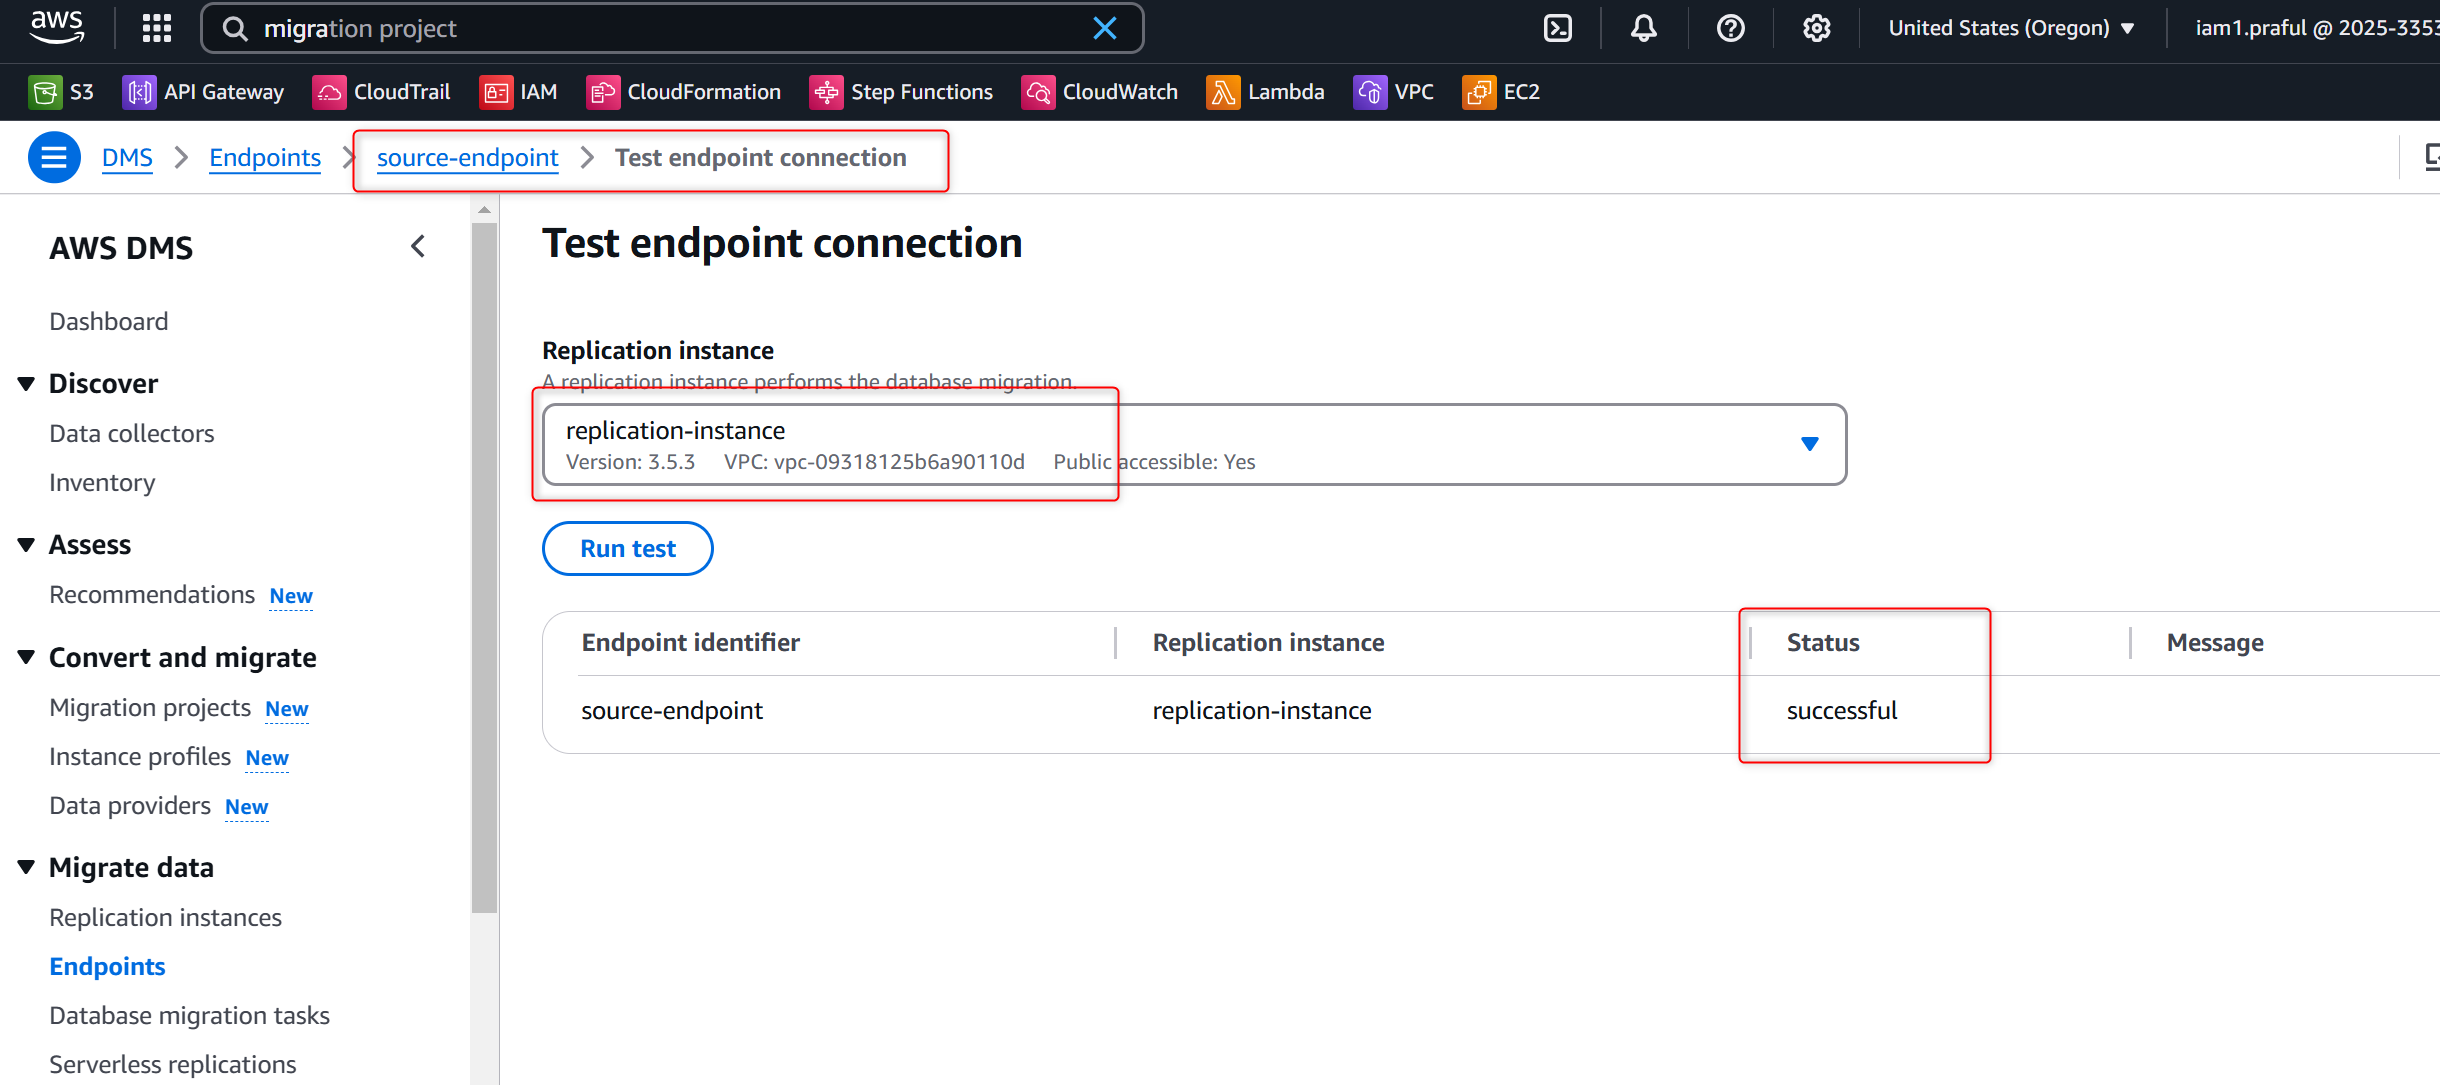 aws
migration project
United States (Oregon)
iam1.praful @ 2025-3353
S3
API Gateway
CloudTrail
IAM
CloudFormation
Step Functions
CloudWatch
Lambda
VPC
EC2
DMS
Endpoints
source-endpoint
Test endpoint connection
AWS DMS
Dashboard
Discover
Data collectors
Inventory
Assess
Recommendations New
Convert and migrate
Migration projects New
Instance profiles New
Data providers New
Migrate data
Replication instances
Endpoints
Database migration tasks
Serverless replications
Test endpoint connection
Replication instance
A replication instance performs the database migration.
replication-instance
Version: 3.5.3 VPC: vpc-09318125b6a90110d Public accessible: Yes
Run test
Endpoint identifier Replication instance Status Message
source-endpoint replication-instance successful